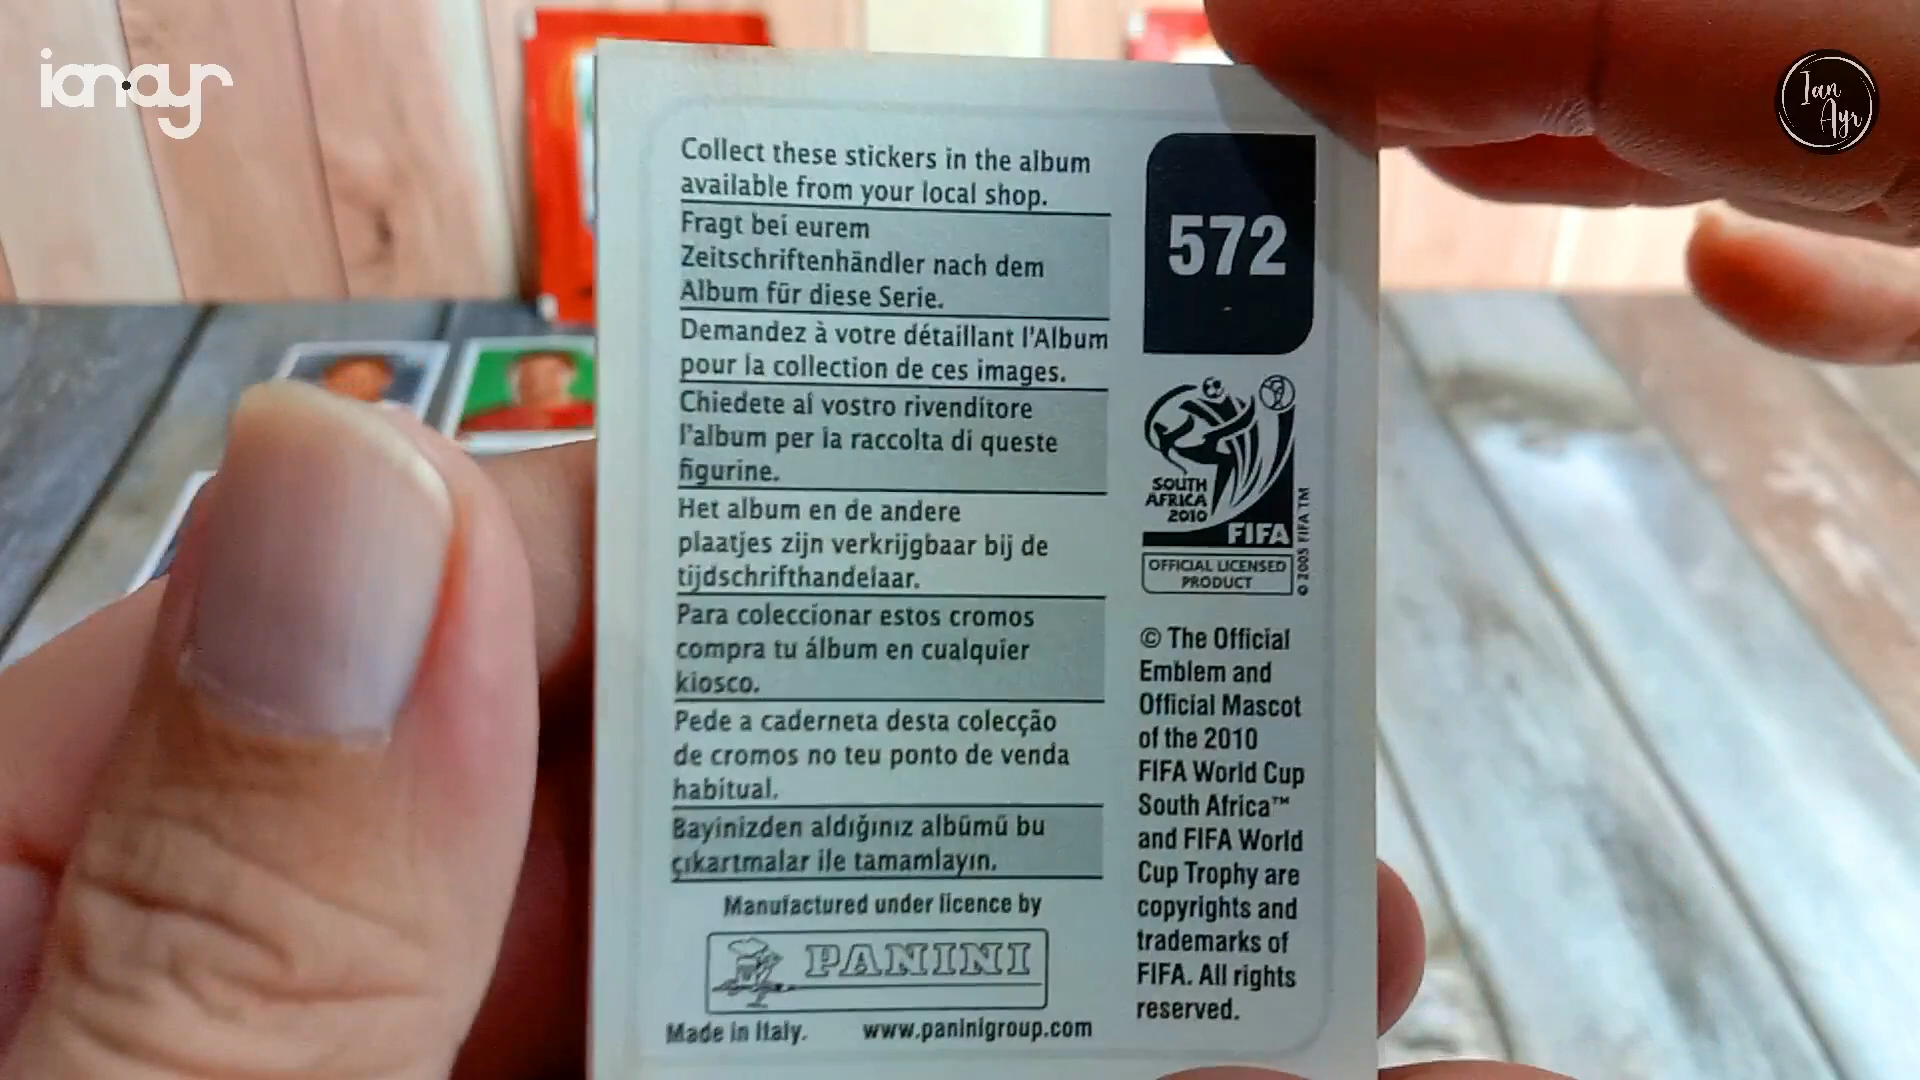 ian.ayr
Ian
Ayr
Collect these stickers in the album
available from your local shop.
Fragt bei eurem
Zeitschriftenhändler nach dem
Album für diese Serie.
Demandez à votre détaillant l'Album
pour la collection de ces images.
Chiedete al vostro rivenditore
l'album per la raccolta di queste
figurine.
Het album en de andere
plaatjes zijn verkrijgbaar bij de
tijdschrifthandelaar.
Para coleccionar estos cromos
compra tu álbum en cualquier
kiosco.
Pede a caderneta desta colecção
de cromos no teu ponto de venda
habitual.
Bayinizden aldığınız albümü bu
çıkartmalar ile tamamlayın.
Manufactured under licence by
PANINI
Made in Italy. www.paninigroup.com
572
SOUTH
AFRICA
2010
FIFA
© 2005 FIFA TM
OFFICIAL LICENSED
PRODUCT
© The Official
Emblem and
Official Mascot
of the 2010
FIFA World Cup
South Africa™
and FIFA World
Cup Trophy are
copyrights and
trademarks of
FIFA. All rights
reserved.